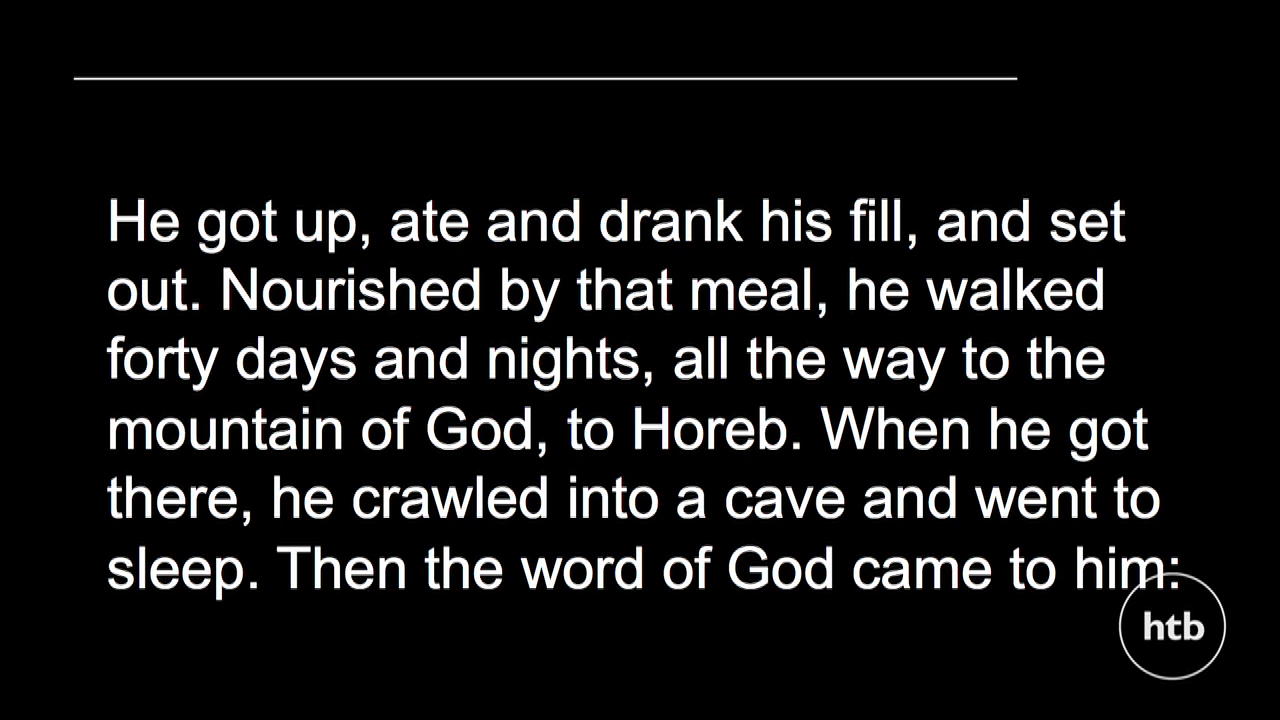 He got up, ate and drank his fill, and set
out. Nourished by that meal, he walked
forty days and nights, all the way to the
mountain of God, to Horeb. When he got
there, he crawled into a cave and went to
sleep. Then the word of God came to him:
htb